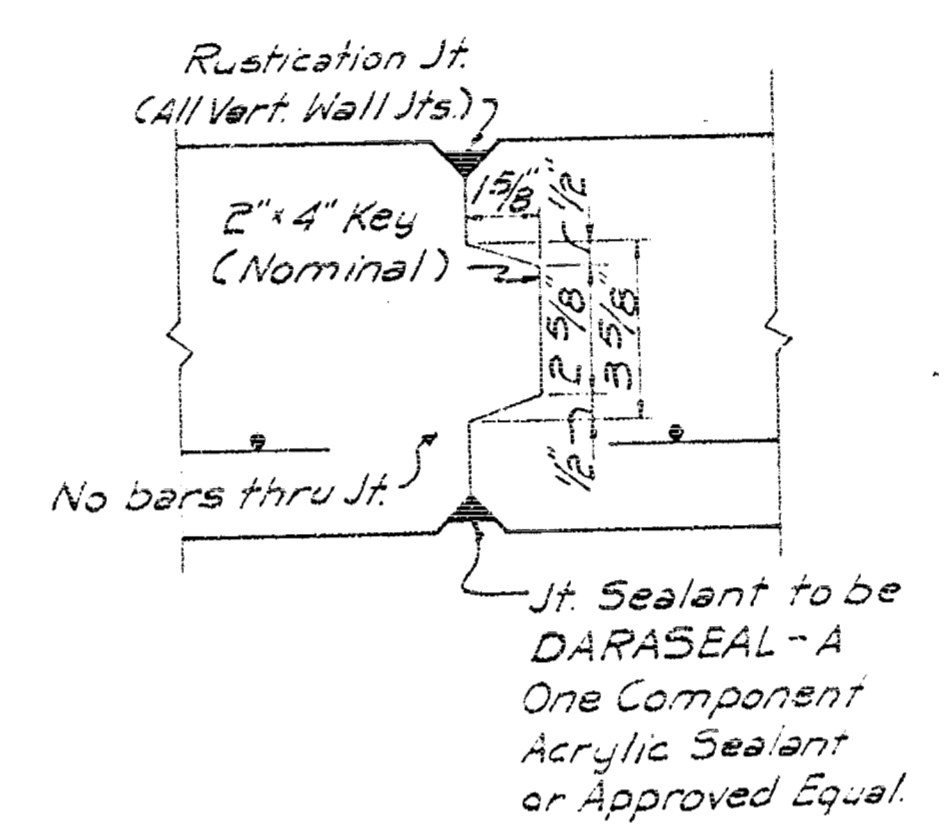 Rustication Jt.
(All Vert. Wall Jts.)
1 5/8"
1/2"
2"x4" Key
(Nominal)
2 5/8"
3 5/8"
1/2"
No bars thru Jt.
Jt. Sealant to be
DARASEAL-A
One Component
Acrylic Sealant
or Approved Equal.